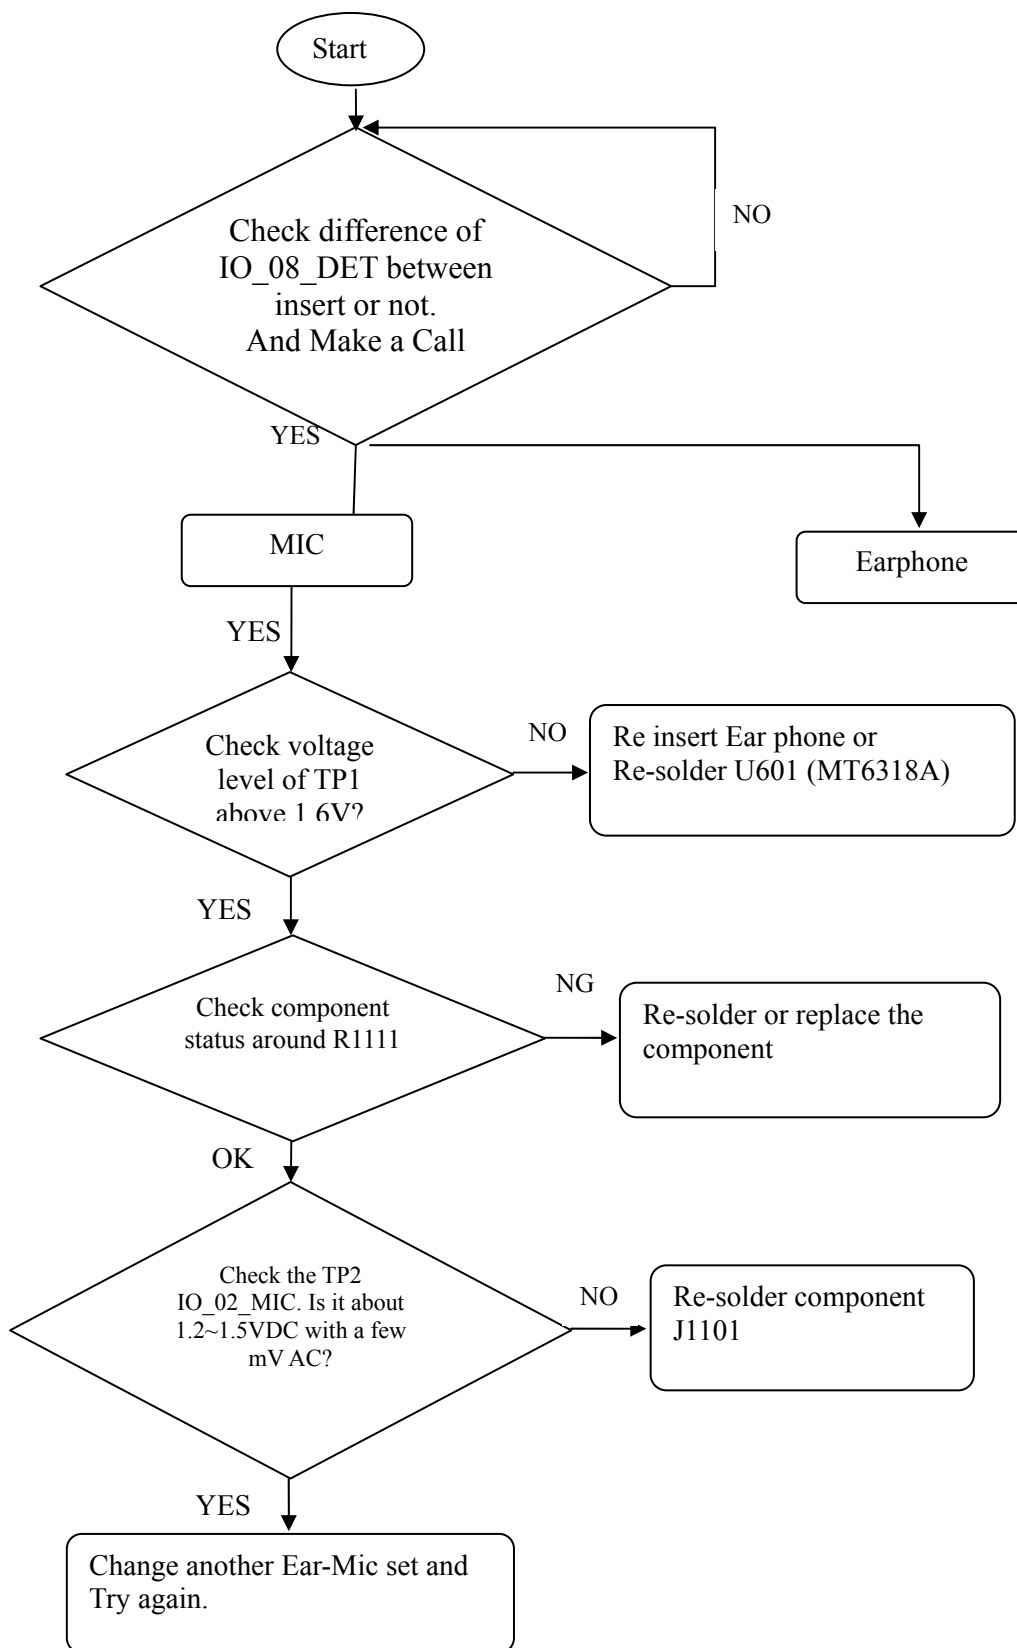 Start
NO
Check difference of
IO_08_DET between
insert or not.
And Make a Call
YES
MIC
Earphone
YES
Check voltage
level of TP1
above 1.6V?
NO
Re insert Ear phone or
Re-solder U601 (MT6318A)
YES
Check component
status around R1111
NG
Re-solder or replace the
component
OK
Check the TP2
IO_02_MIC. Is it about
1.2~1.5VDC with a few
mV AC?
NO
Re-solder component
J1101
YES
Change another Ear-Mic set and
Try again.